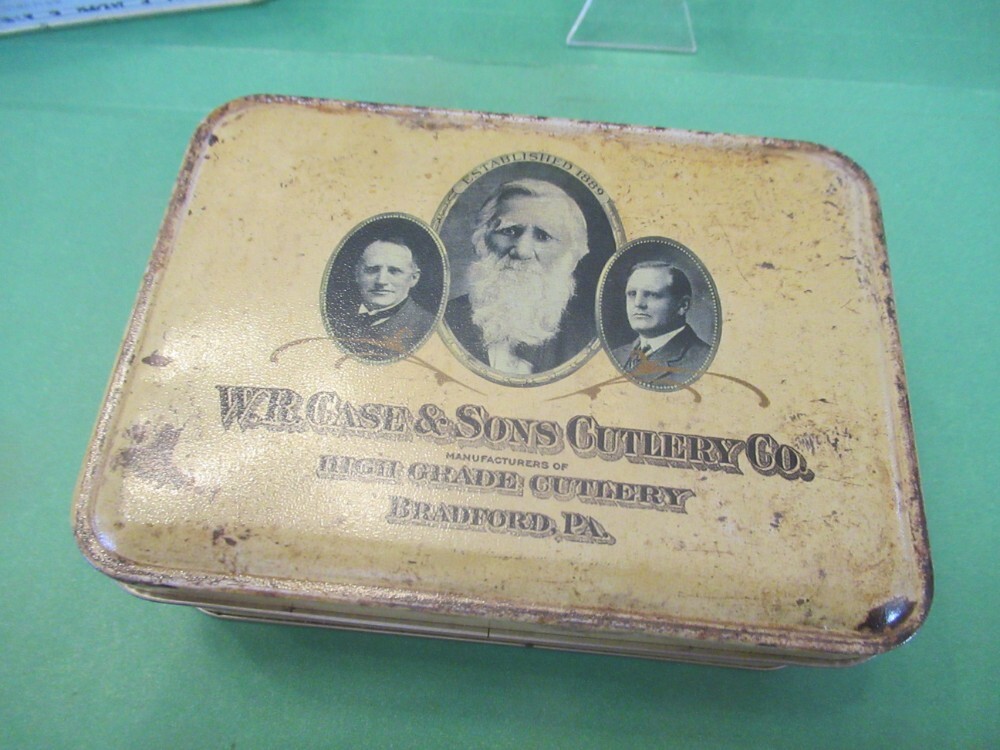 ESTABLISHED 1889
W.R. CASE & SONS CUTLERY CO.
MANUFACTURERS OF
HIGH GRADE CUTLERY
BRADFORD, PA.